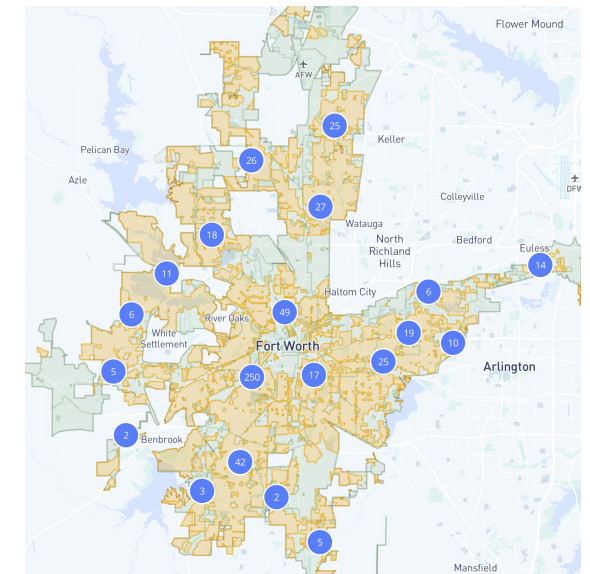 Flower Mound
AFW
25
Keller
Pelican Bay
26
Azle
DFW
Colleyville
27
Watauga
18
North
Richland
Hills
Bedford
Euless
14
11
6
Haltom City
49
6
River Oaks
White
Settlement
19
Fort Worth
10
25
Arlington
5
250
17
2
Benbrook
42
3
2
5
Mansfield